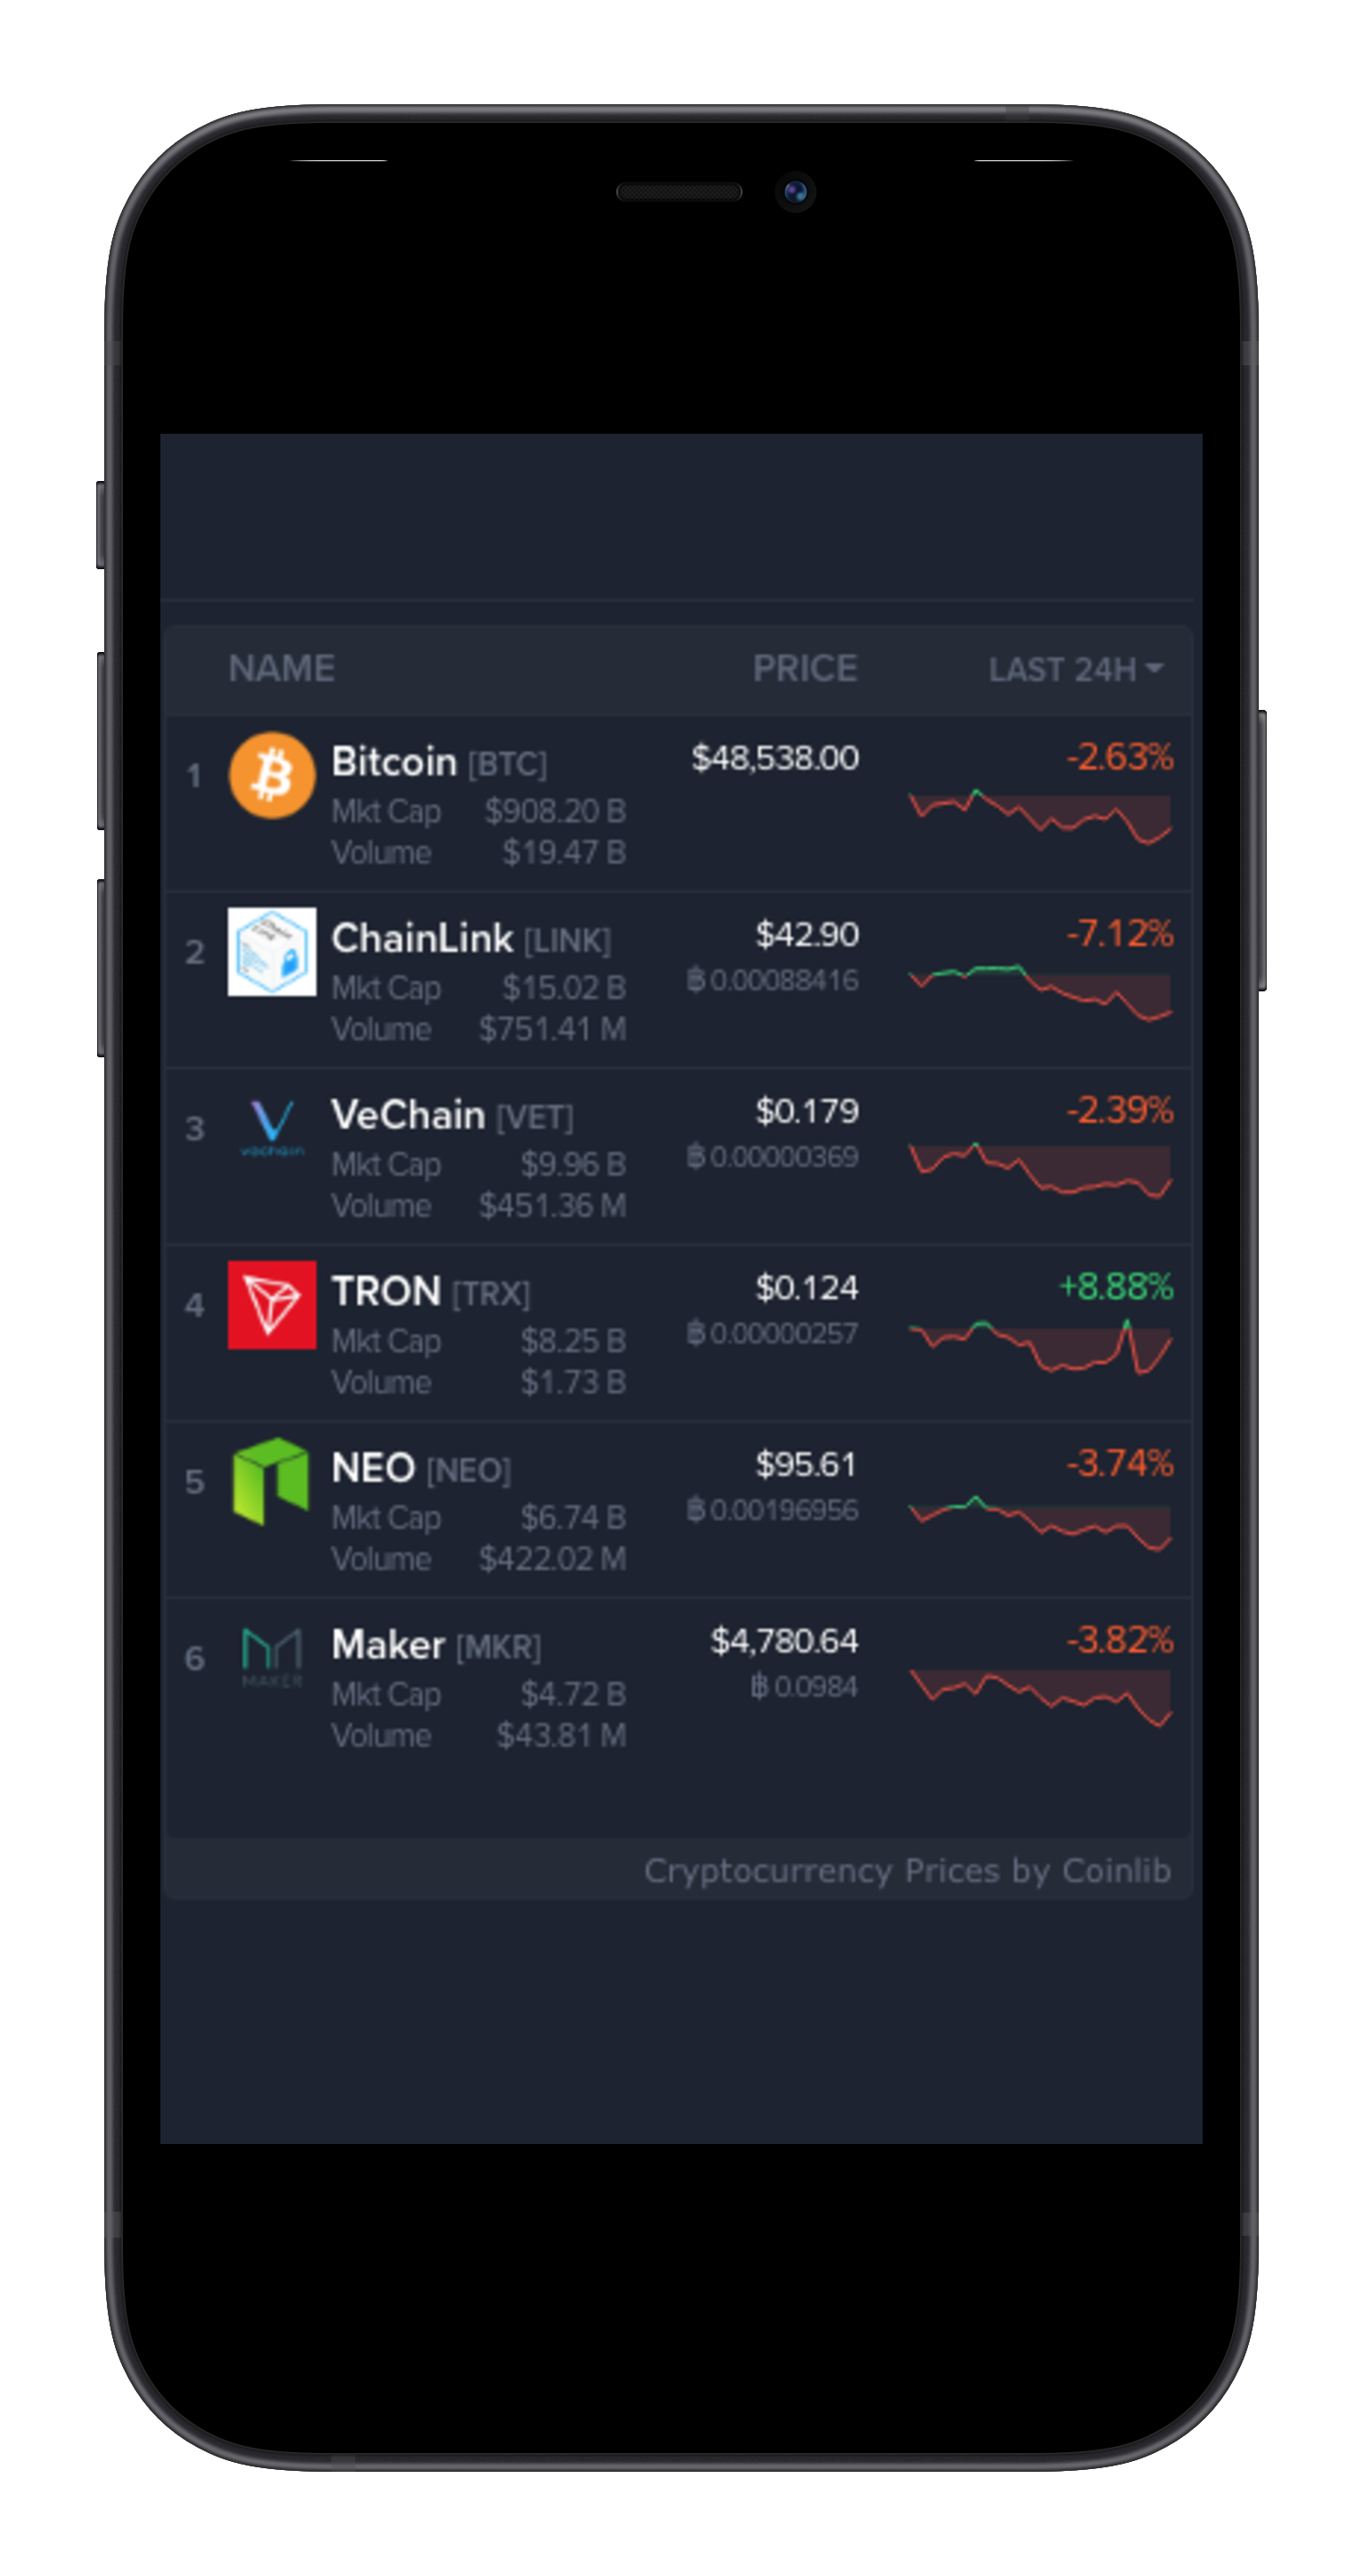 NAME PRICE LAST 24H
1 Bitcoin [BTC] $48,538.00 -2.63%
Mkt Cap $908.20 B
Volume $19.47 B
2 ChainLink [LINK] $42.90 -7.12%
Mkt Cap $15.02 B ฿0.00088416
Volume $751.41 M
3 VeChain [VET] $0.179 -2.39%
vechain
Mkt Cap $9.96 B ฿0.00000369
Volume $451.36 M
4 TRON [TRX] $0.124 +8.88%
Mkt Cap $8.25 B ฿0.00000257
Volume $1.73 B
5 NEO [NEO] $95.61 -3.74%
Mkt Cap $6.74 B ฿0.00196956
Volume $422.02 M
6 Maker [MKR] $4,780.64 -3.82%
MAKER
Mkt Cap $4.72 B ฿0.0984
Volume $43.81 M
Cryptocurrency Prices by Coinlib